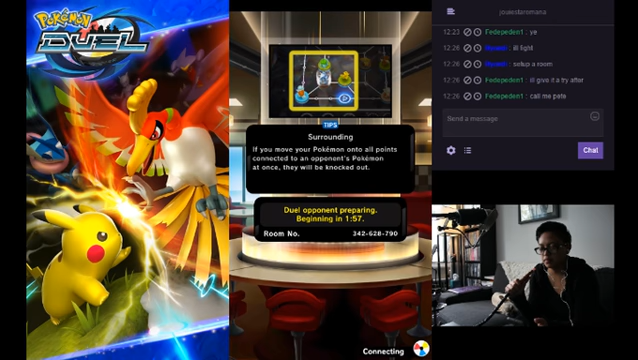 Pokémon
DUEL
TIPS
Surrounding
If you move your Pokémon onto all points
connected to an opponent's Pokémon
at once, they will be knocked out.
Duel opponent preparing.
Beginning in 1:57.
Room No. 342-628-790
Connecting
12:23 Fedepeden1 : ye
12:26 : ill fight
12:26 : setup a room
12:26 Fedepeden1 : ill give it a try after
12:26 Fedepeden1 : call me pete
Send a message
Chat